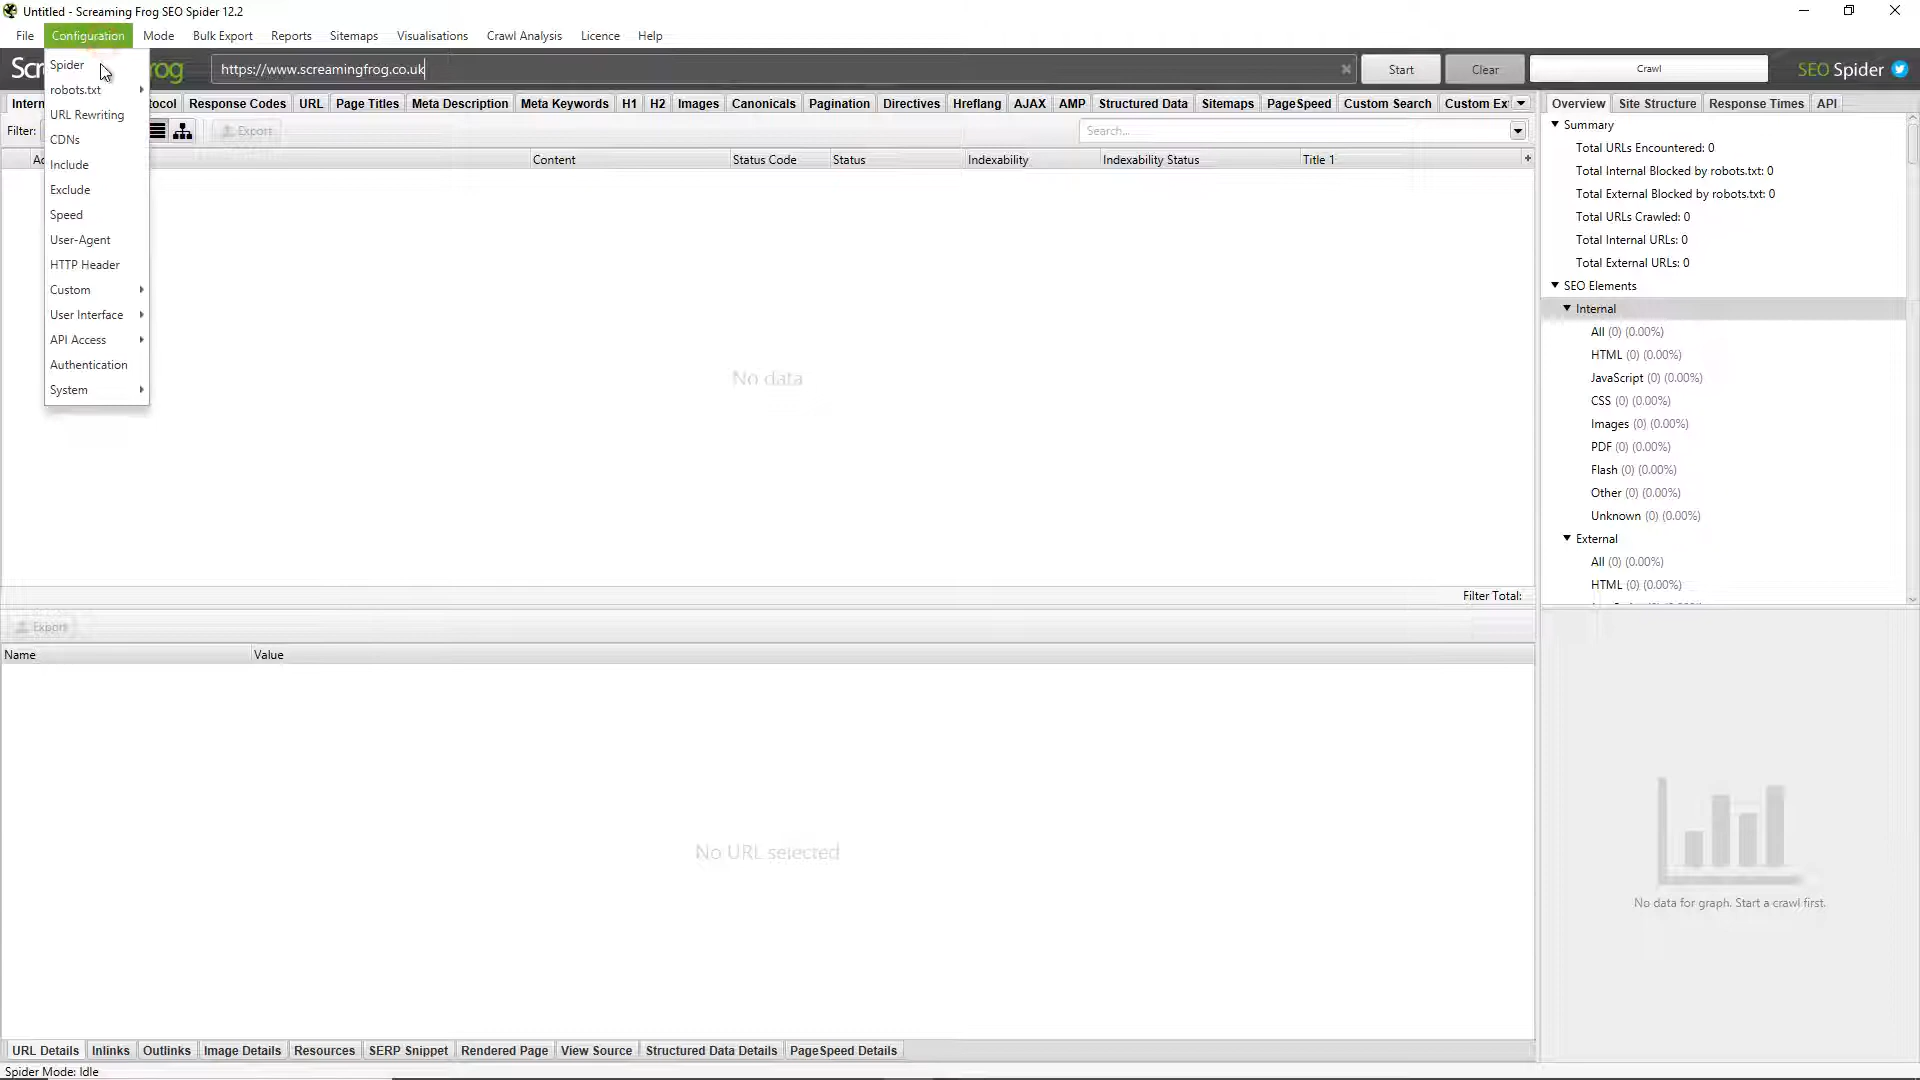 Untitled - Screaming Frog SEO Spider 12.2
File Configuration Mode Bulk Export Reports Sitemaps Visualisations Crawl Analysis Licence Help
https://www.screamingfrog.co.uk Start Clear Crawl SEO Spider
Response Codes URL Page Titles Meta Description Meta Keywords H1 H2 Images Canonicals Pagination Directives Hreflang AJAX AMP Structured Data Sitemaps PageSpeed Custom Search Custom Ex
Filter: Export Search...
Content Status Code Status Indexability Indexability Status Title 1 +
Spider
robots.txt
URL Rewriting
CDNs
Include
Exclude
Speed
User-Agent
HTTP Header
Custom
User Interface
API Access
Authentication
System
No data
Filter Total:
Export
Name Value
No URL selected
URL Details Inlinks Outlinks Image Details Resources SERP Snippet Rendered Page View Source Structured Data Details PageSpeed Details
Spider Mode: Idle
Overview Site Structure Response Times API
Summary
Total URLs Encountered: 0
Total Internal Blocked by robots.txt: 0
Total External Blocked by robots.txt: 0
Total URLs Crawled: 0
Total Internal URLs: 0
Total External URLs: 0
SEO Elements
Internal
All (0) (0.00%)
HTML (0) (0.00%)
JavaScript (0) (0.00%)
CSS (0) (0.00%)
Images (0) (0.00%)
PDF (0) (0.00%)
Flash (0) (0.00%)
Other (0) (0.00%)
Unknown (0) (0.00%)
External
All (0) (0.00%)
HTML (0) (0.00%)
No data for graph. Start a crawl first.